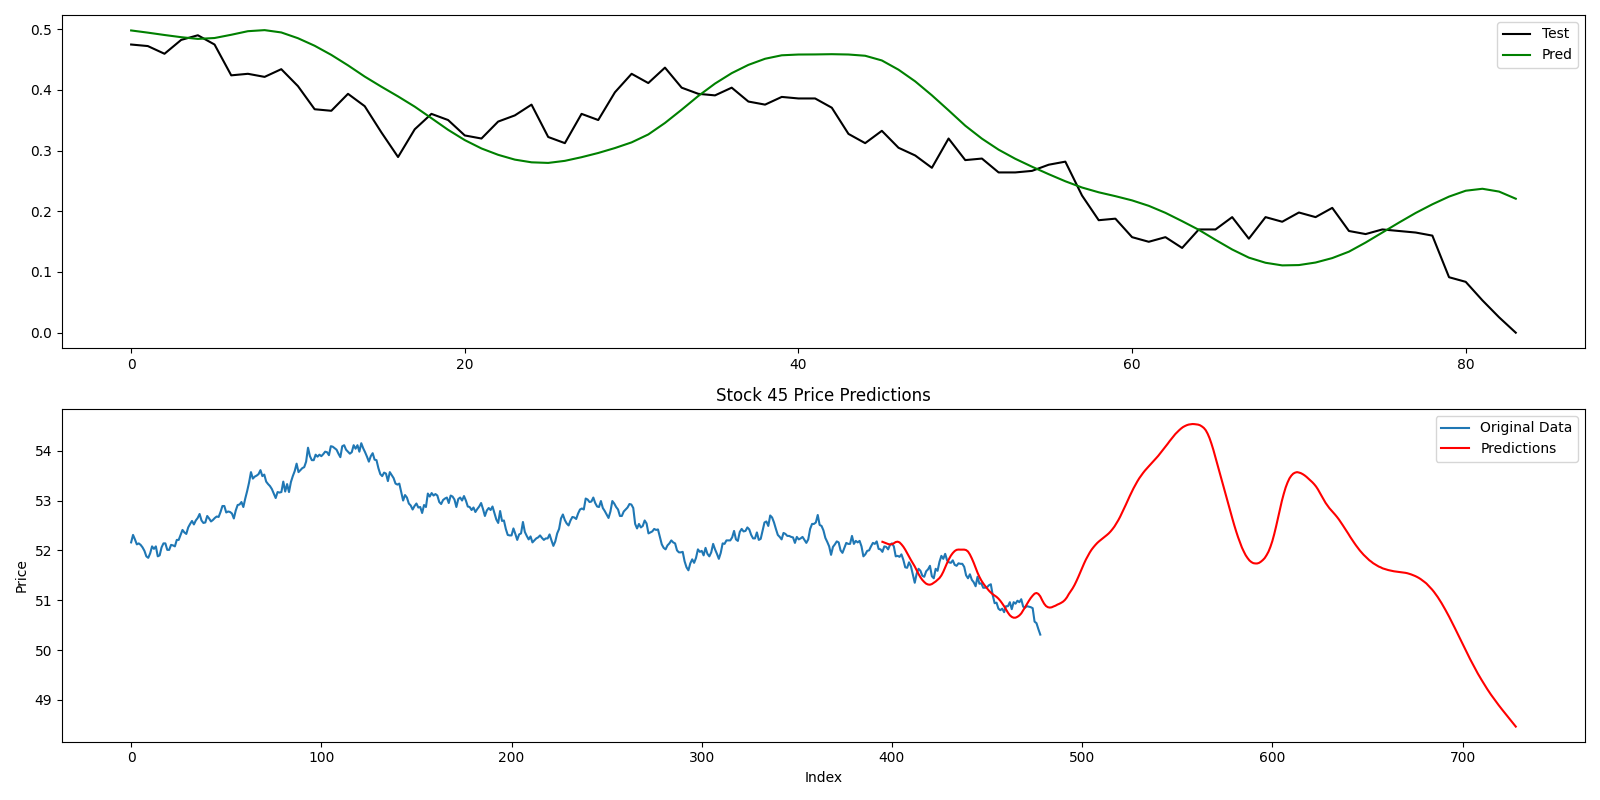 0.5
0.4
0.3
0.2
0.1
0.0
Test
Pred
0 20 40 60 80
Stock 45 Price Predictions
Original Data
Predictions
54
53
52
51
50
49
Price
0 100 200 300 400 500 600 700
Index